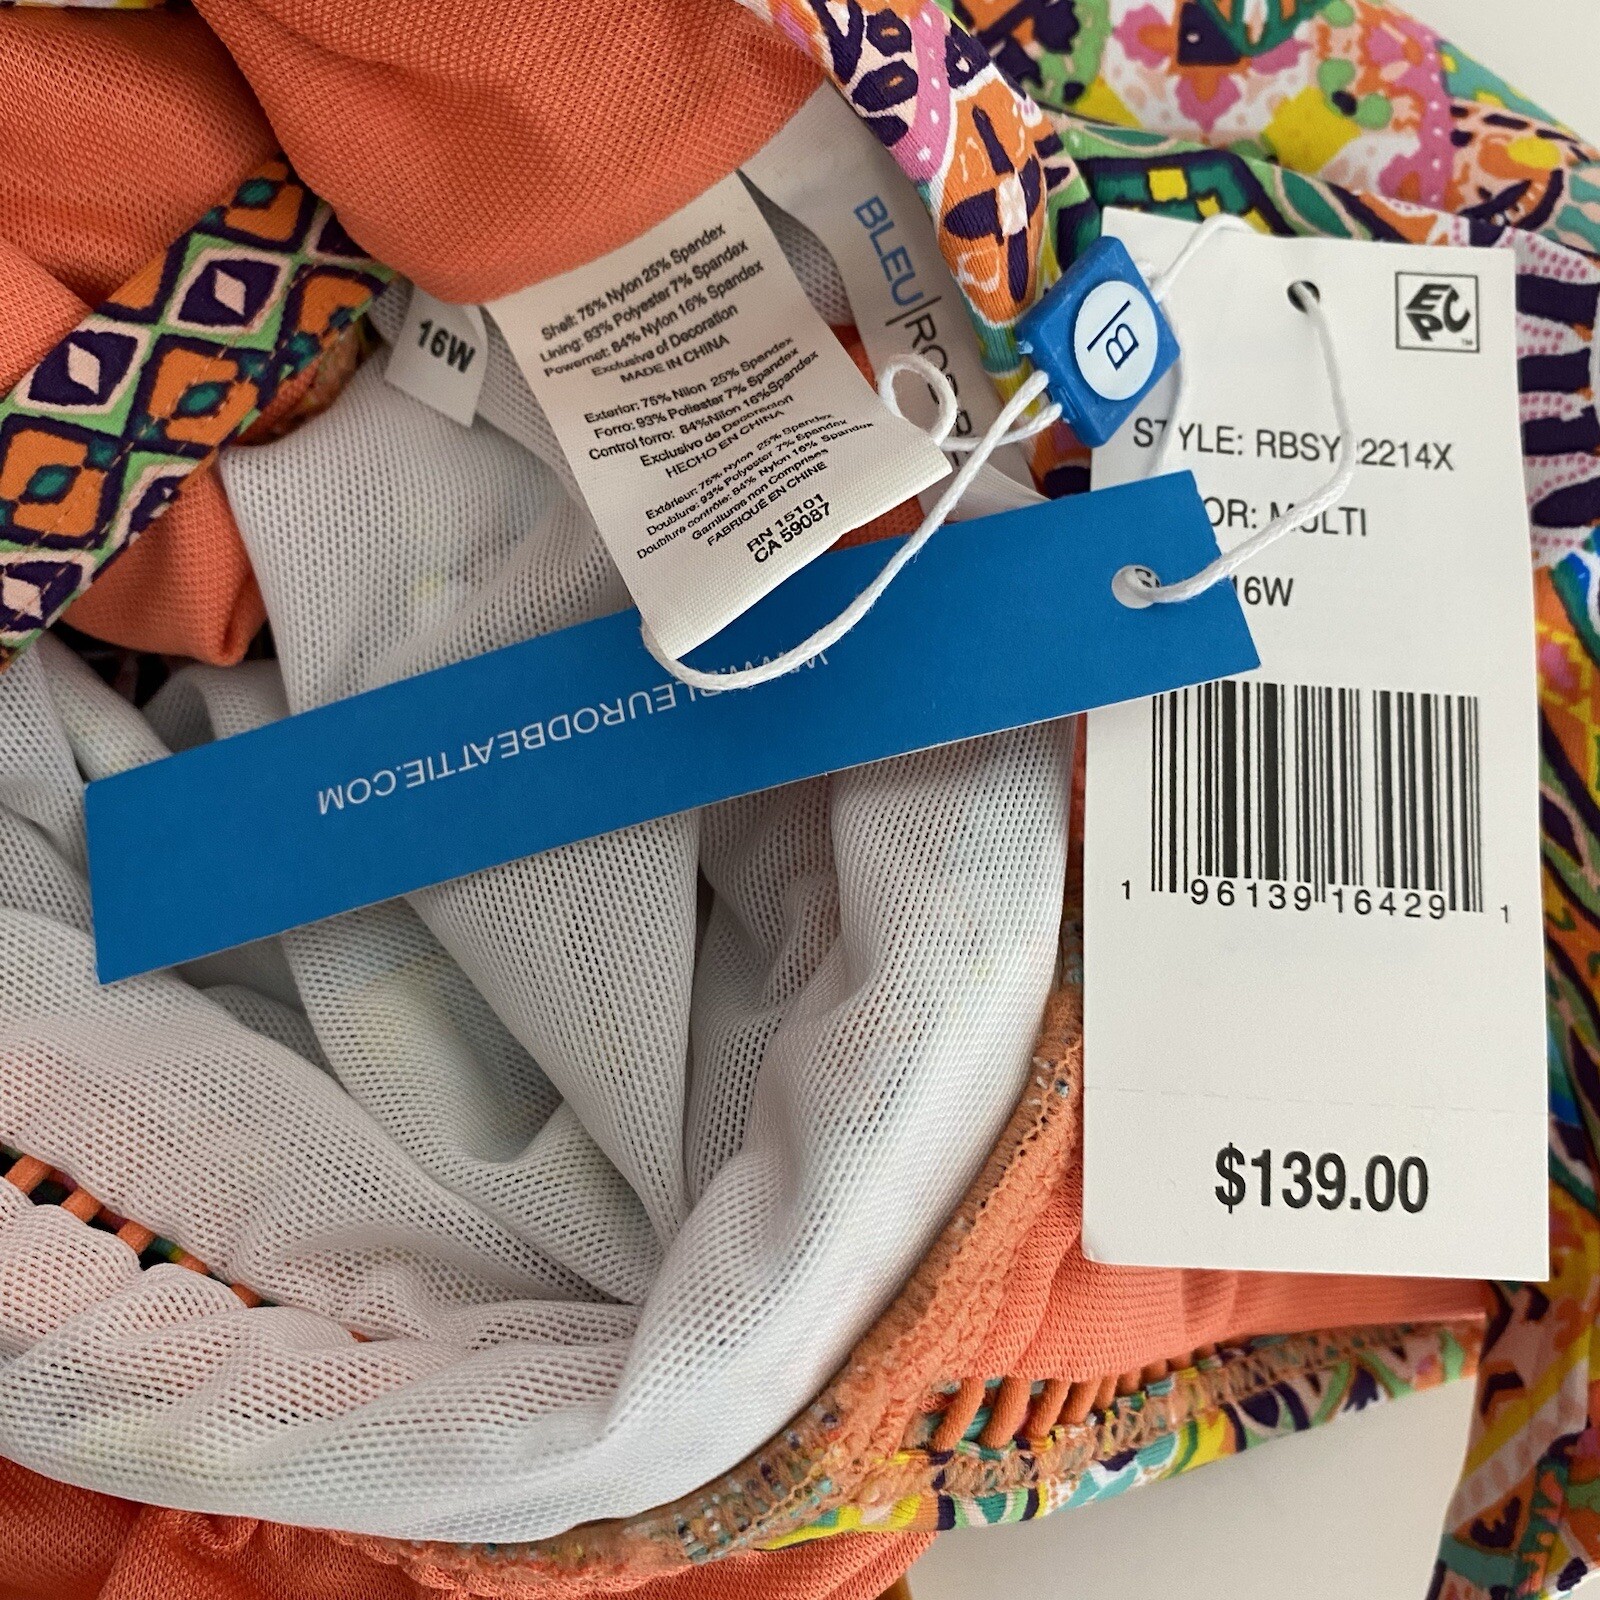 16W
Shell: 75% Nylon 25% Spandex
Lining: 93% Polyester 7% Spandex
Powernet: 84% Nylon 16% Spandex
Exclusive of Decoration
MADE IN CHINA
Exterior: 75% Nilon 25% Spandex
Forro: 93% Poliester 7% Spandex
Control forro: 84%Nilon 16%Spandex
Exclusivo de Decoracion
HECHO EN CHINA
Extérieur: 75% Nylon 25% Spandex
Doublure: 93% Polyester 7% Épandex
Doublure contrôle: 84% Nylon 16% Spandex
Garnitures non Comprises
FABRIQUÉ EN CHINE
RN 15101
CA 59087
BLEU|ROD
B
WWW.BLEURODBEATTIE.COM
EPC
TM
STYLE: RBSY22214X
OR: MULTI
16W
1 96139 16429 1
$139.00